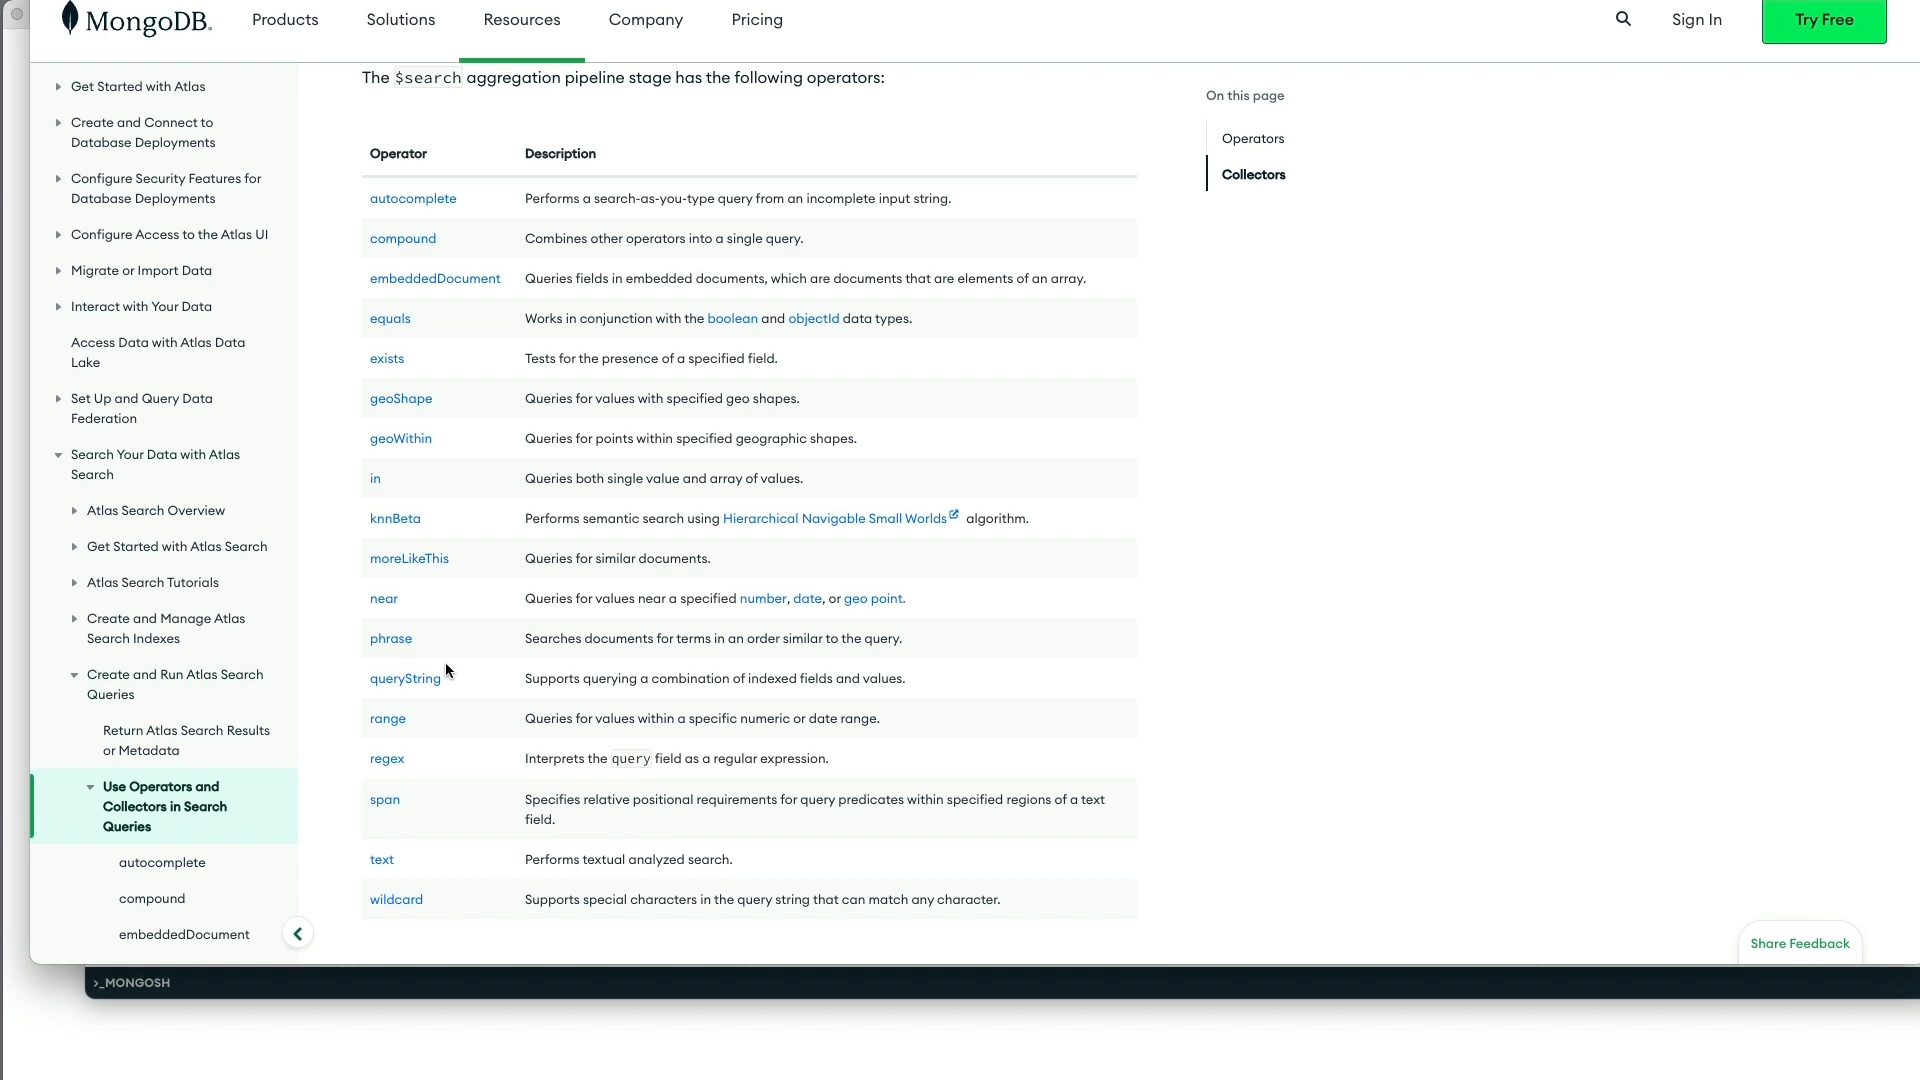 MongoDB.
Products
Solutions
Resources
Company
Pricing
Sign In
Try Free
Get Started with Atlas
Create and Connect to
Database Deployments
Configure Security Features for
Database Deployments
Configure Access to the Atlas UI
Migrate or Import Data
Interact with Your Data
Access Data with Atlas Data
Lake
Set Up and Query Data
Federation
Search Your Data with Atlas
Search
Atlas Search Overview
Get Started with Atlas Search
Atlas Search Tutorials
Create and Manage Atlas
Search Indexes
Create and Run Atlas Search
Queries
Return Atlas Search Results
or Metadata
Use Operators and
Collectors in Search
Queries
autocomplete
compound
embeddedDocument
The $search aggregation pipeline stage has the following operators:
Operator Description
autocomplete Performs a search-as-you-type query from an incomplete input string.
compound Combines other operators into a single query.
embeddedDocument Queries fields in embedded documents, which are documents that are elements of an array.
equals Works in conjunction with the boolean and objectId data types.
exists Tests for the presence of a specified field.
geoShape Queries for values with specified geo shapes.
geoWithin Queries for points within specified geographic shapes.
in Queries both single value and array of values.
knnBeta Performs semantic search using Hierarchical Navigable Small Worlds algorithm.
moreLikeThis Queries for similar documents.
near Queries for values near a specified number, date, or geo point.
phrase Searches documents for terms in an order similar to the query.
queryString Supports querying a combination of indexed fields and values.
range Queries for values within a specific numeric or date range.
regex Interprets the query field as a regular expression.
span Specifies relative positional requirements for query predicates within specified regions of a text
field.
text Performs textual analyzed search.
wildcard Supports special characters in the query string that can match any character.
On this page
Operators
Collectors
Share Feedback
>_MONGOSH